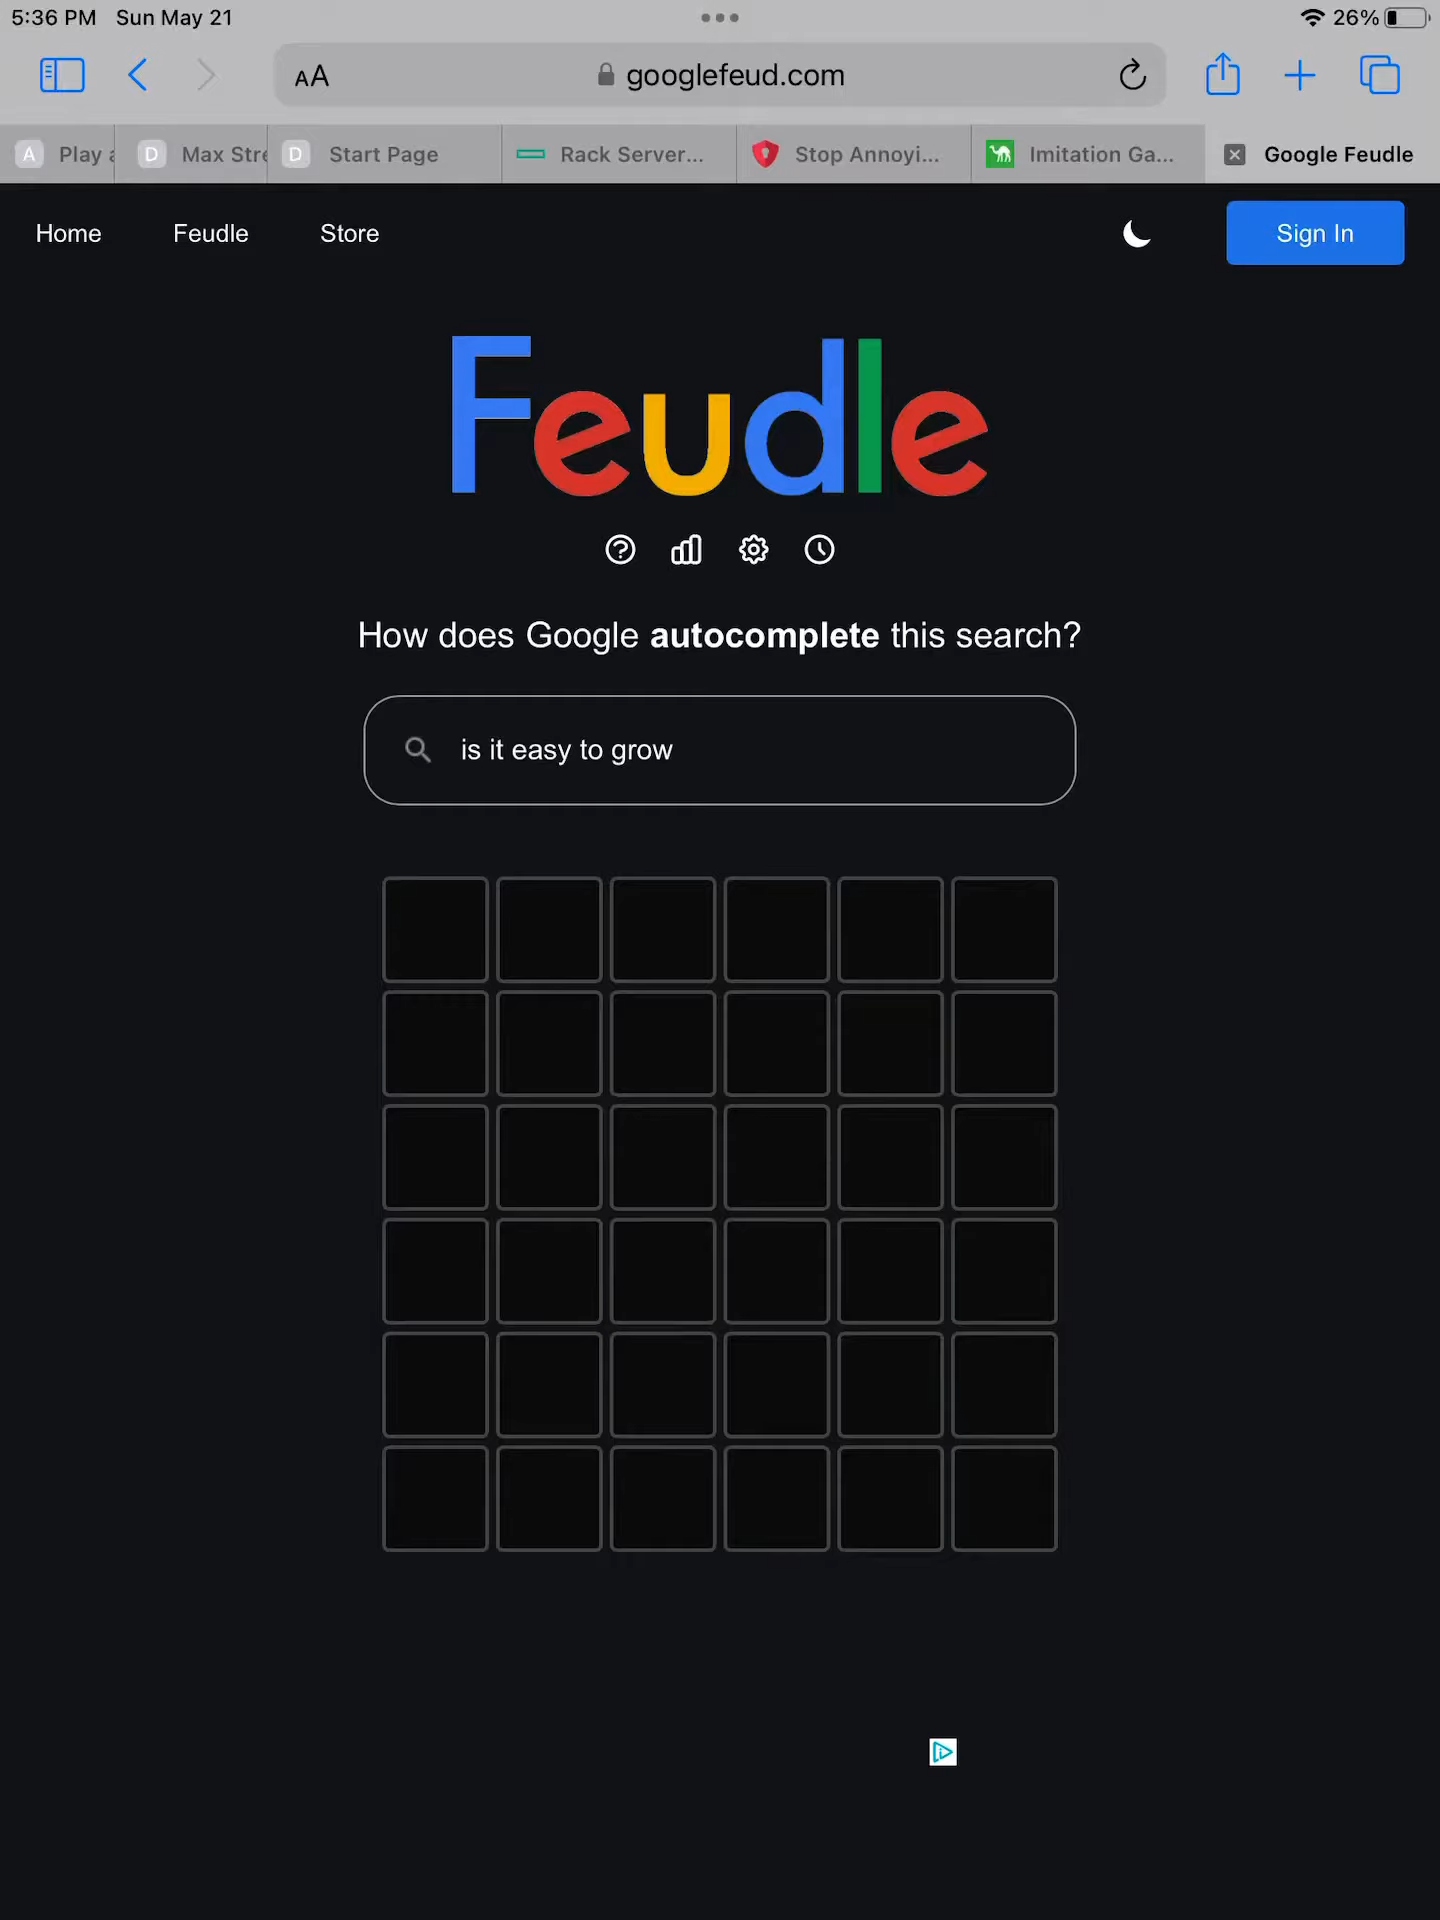 5:36 PM Sun May 21 26%
AA googlefeud.com
A Play a D Max Stre D Start Page Rack Server... Stop Annoyi... Imitation Ga... Google Feudle
Home Feudle Store Sign In
Feudle
How does Google autocomplete this search?
is it easy to grow